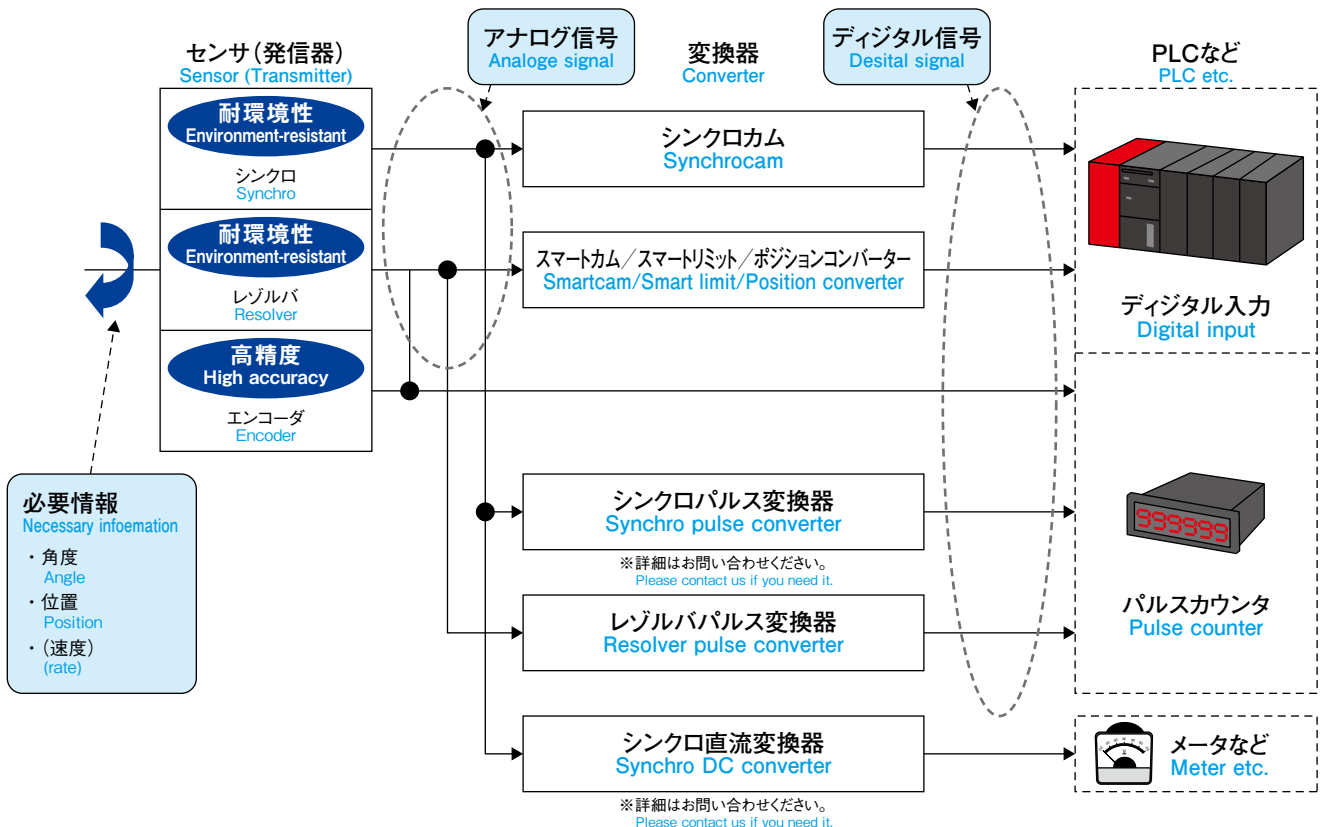 センサ（発信器）
Sensor (Transmitter)
アナログ信号
Analoge signal
変換器
Converter
ディジタル信号
Desital signal
PLCなど
PLC etc.
耐環境性
Environment-resistant
シンクロ
Synchro
耐環境性
Environment-resistant
レゾルバ
Resolver
高精度
High accuracy
エンコーダ
Encoder
必要情報
Necessary infoemation
・角度
Angle
・位置
Position
・（速度）
(rate)
シンクロカム
Synchrocam
スマートカム／スマートリミット／ポジションコンバーター
Smartcam/Smart limit/Position converter
シンクロパルス変換器
Synchro pulse converter
※詳細はお問い合わせください。
Please contact us if you need it.
レゾルバパルス変換器
Resolver pulse converter
シンクロ直流変換器
Synchro DC converter
※詳細はお問い合わせください。
Please contact us if you need it.
ディジタル入力
Digital input
999999
パルスカウンタ
Pulse counter
メータなど
Meter etc.